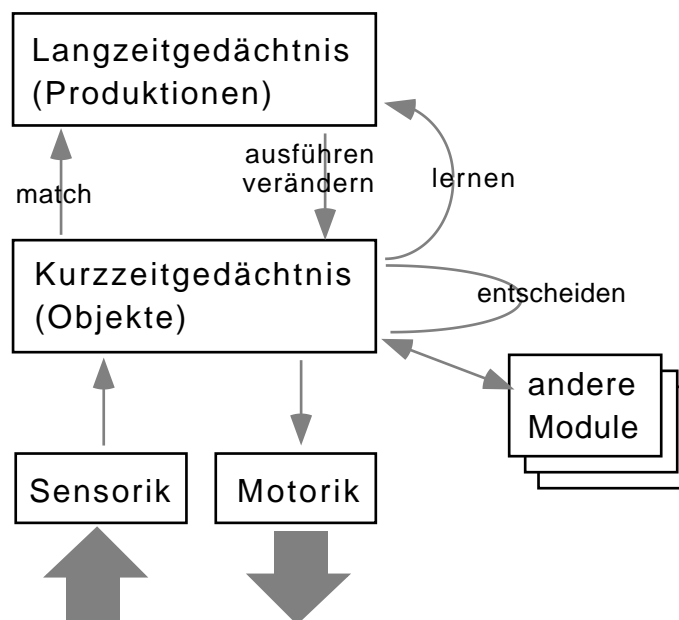 Langzeitgedächtnis
(Produktionen)
match
ausführen
verändern
lernen
Kurzzeitgedächtnis
(Objekte)
entscheiden
andere
Module
Sensorik
Motorik